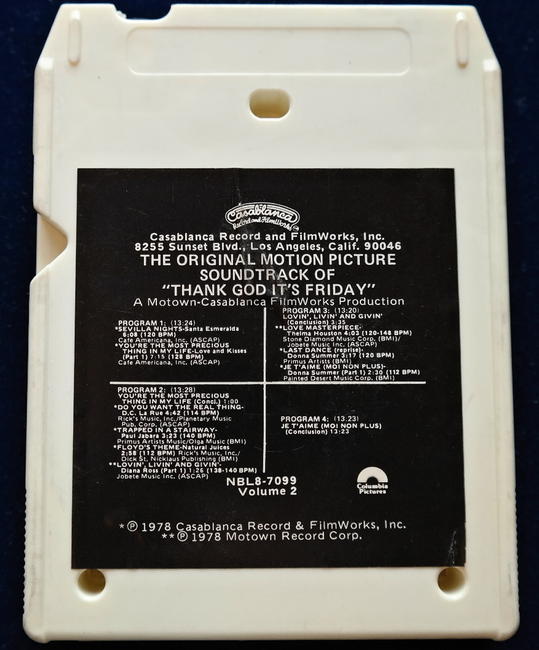 Casablanca
Record and FilmWorks
Casablanca Record and FilmWorks, Inc.
8255 Sunset Blvd., Los Angeles, Calif. 90046
THE ORIGINAL MOTION PICTURE
SOUNDTRACK OF
"THANK GOD IT'S FRIDAY"
A Motown-Casablanca FilmWorks Production
PROGRAM 1: (13:24)
*SEVILLA NIGHTS-Santa Esmeralda
6:08 (120 BPM)
Cafe Americana, Inc. (ASCAP)
*YOU'RE THE MOST PRECIOUS
THING IN MY LIFE-Love and Kisses
(Part 1) 7:15 (128 BPM)
Cafe Americana, Inc. (ASCAP)
PROGRAM 2: (13:28)
YOU'RE THE MOST PRECIOUS
THING IN MY LIFE (Concl.) 1:00
*DO YOU WANT THE REAL THING-
D.C. La Rue 4:42 (114 BPM)
Rick's Music, Inc./Planetary Music
Pub. Corp. (ASCAP)
*TRAPPED IN A STAIRWAY-
Paul Jabara 3:23 (140 BPM)
Primus Artists Music/Olga Music (BMI)
*FLOYD'S THEME-Natural Juices
2:58 (112 BPM) Rick's Music, Inc./
Dick St. Nicklaus Publishing (BMI)
**LOVIN', LIVIN' AND GIVIN'-
Diana Ross (Part 1) 1:26 (138-140 BPM)
Jobete Music Inc. (ASCAP)
PROGRAM 3: (13:20)
LOVIN', LIVIN' AND GIVIN'
(Conclusion) 3:35
**LOVE MASTERPIECE-
Thelma Houston 4:03 (120-148 BPM)
Stone Diamond Music Corp. (BMI)/
Jobete Music Inc. (ASCAP)
*LAST DANCE (reprise)-
Donna Summer 3:17 (120 BPM)
Primus Artists (BMI)
*JE T'AIME (MOI NON PLUS)-
Donna Summer (Part 1) 2:30 (112 BPM)
Painted Desert Music Corp. (BMI)
PROGRAM 4: (13:23)
JE T'AIME (MOI NON PLUS)
(Conclusion) 13:23
NBL8-7099
Volume 2
Columbia
Pictures
*℗ 1978 Casablanca Record & FilmWorks, Inc.
**℗ 1978 Motown Record Corp.